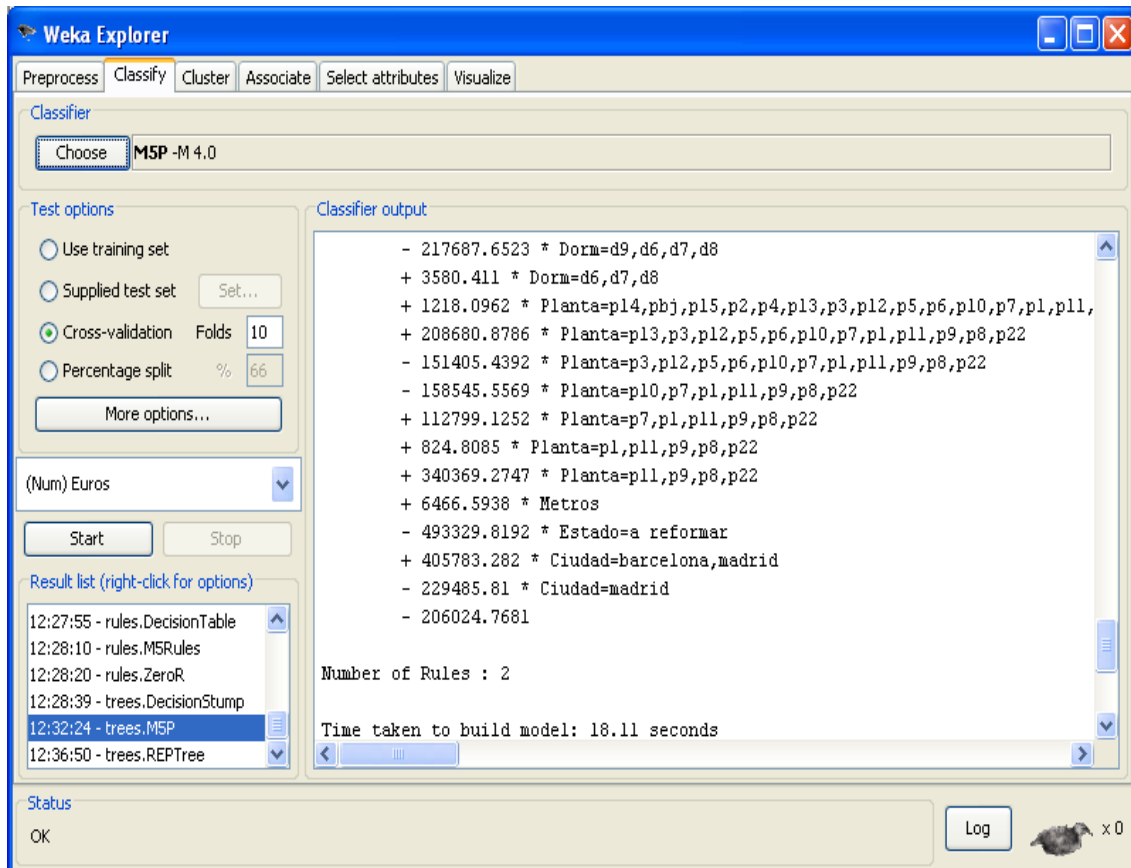 Weka Explorer
Preprocess Classify Cluster Associate Select attributes Visualize
Classifier
Choose M5P -M 4.0
Test options
Use training set
Supplied test set Set...
Cross-validation Folds 10
Percentage split % 66
More options...
(Num) Euros
Start Stop
Result list (right-click for options)
12:27:55 - rules.DecisionTable
12:28:10 - rules.M5Rules
12:28:20 - rules.ZeroR
12:28:39 - trees.DecisionStump
12:32:24 - trees.M5P
12:36:50 - trees.REPTree
Classifier output
- 217687.6523 * Dorm=d9,d6,d7,d8
+ 3580.411 * Dorm=d6,d7,d8
+ 1218.0962 * Planta=p14,pbj,p15,p2,p4,p13,p3,p12,p5,p6,p10,p7,p1,p11,
+ 208680.8786 * Planta=p13,p3,p12,p5,p6,p10,p7,p1,p11,p9,p8,p22
- 151405.4392 * Planta=p3,p12,p5,p6,p10,p7,p1,p11,p9,p8,p22
- 158545.5569 * Planta=p10,p7,p1,p11,p9,p8,p22
+ 112799.1252 * Planta=p7,p1,p11,p9,p8,p22
+ 824.8085 * Planta=p1,p11,p9,p8,p22
+ 340369.2747 * Planta=p11,p9,p8,p22
+ 6466.5938 * Metros
- 493329.8192 * Estado=a reformar
+ 405783.282 * Ciudad=barcelona,madrid
- 229485.81 * Ciudad=madrid
- 206024.7681
Number of Rules : 2
Time taken to build model: 18.11 seconds
Status
OK
Log
x 0